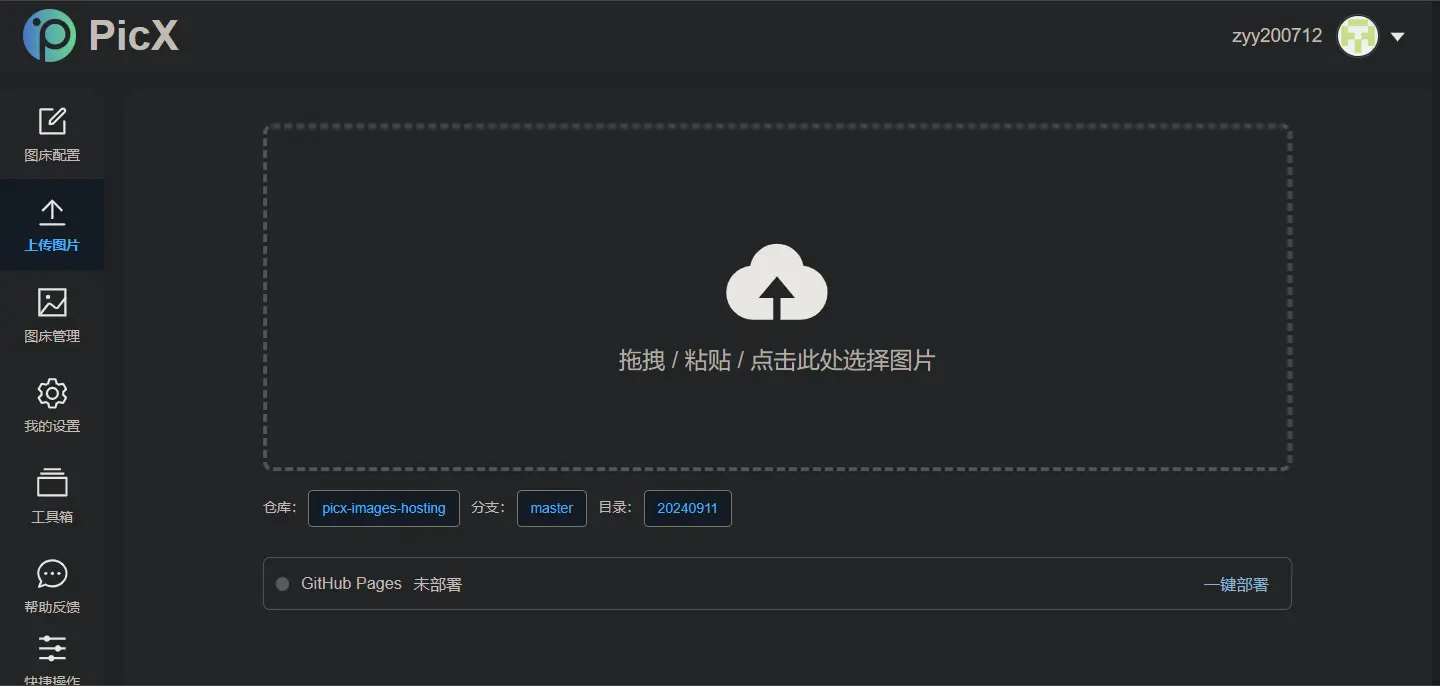 PicX
zyy200712
图床配置
上传图片
图床管理
我的设置
工具箱
帮助反馈
快捷操作
拖拽 / 粘贴 / 点击此处选择图片
仓库： picx-images-hosting 分支： master 目录： 20240911
GitHub Pages 未部署 一键部署